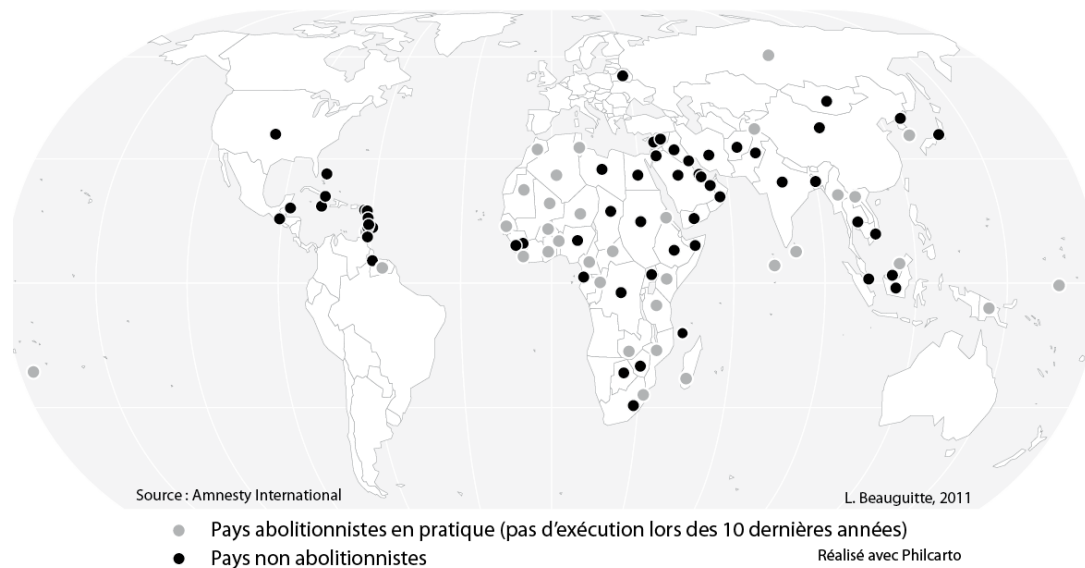 Source : Amnesty International
L. Beauguitte, 2011
Pays abolitionnistes en pratique (pas d'exécution lors des 10 dernières années)
Pays non abolitionnistes
Réalisé avec Philcarto